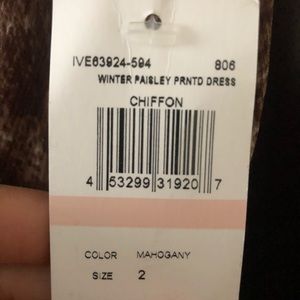 IVE63924-594 806
WINTER PAISLEY PRNTD DRESS
CHIFFON
4 53299 31920 7
COLOR MAHOGANY
SIZE 2